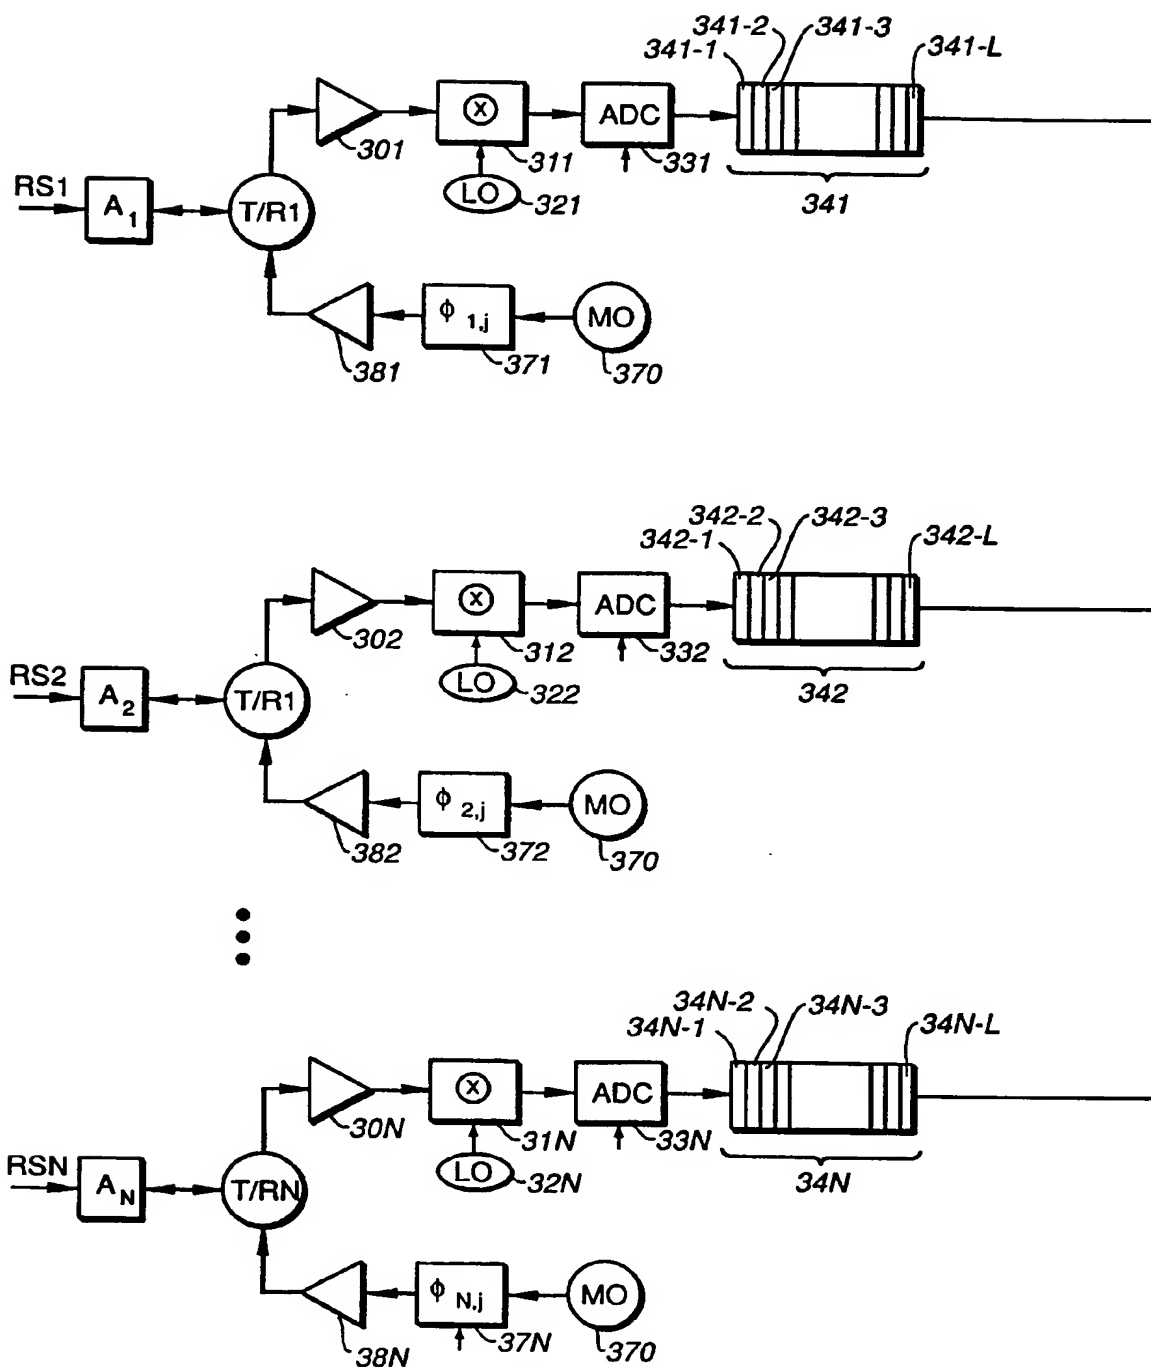 341-2 341-3
341-1 341-L
ADC
301 311 331
341
RS1 A1 T/R1 LO 321
ϕ 1,j MO
381 371 370
342-2 342-3
342-1 342-L
X ADC
302 312 332
342
RS2 A2 T/R1 LO 322
ϕ 2,j MO
382 372 370
34N-2 34N-3
34N-1 34N-L
X ADC
30N 31N 33N
34N
RSN AN T/RN LO 32N
ϕ N,j MO
38N 37N 370